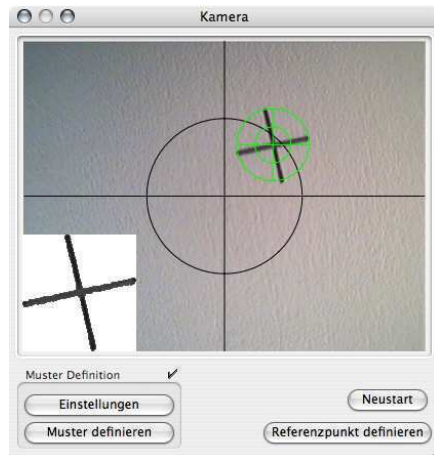 Kamera
Muster Definition
Einstellungen
Neustart
Muster definieren
Referenzpunkt definieren